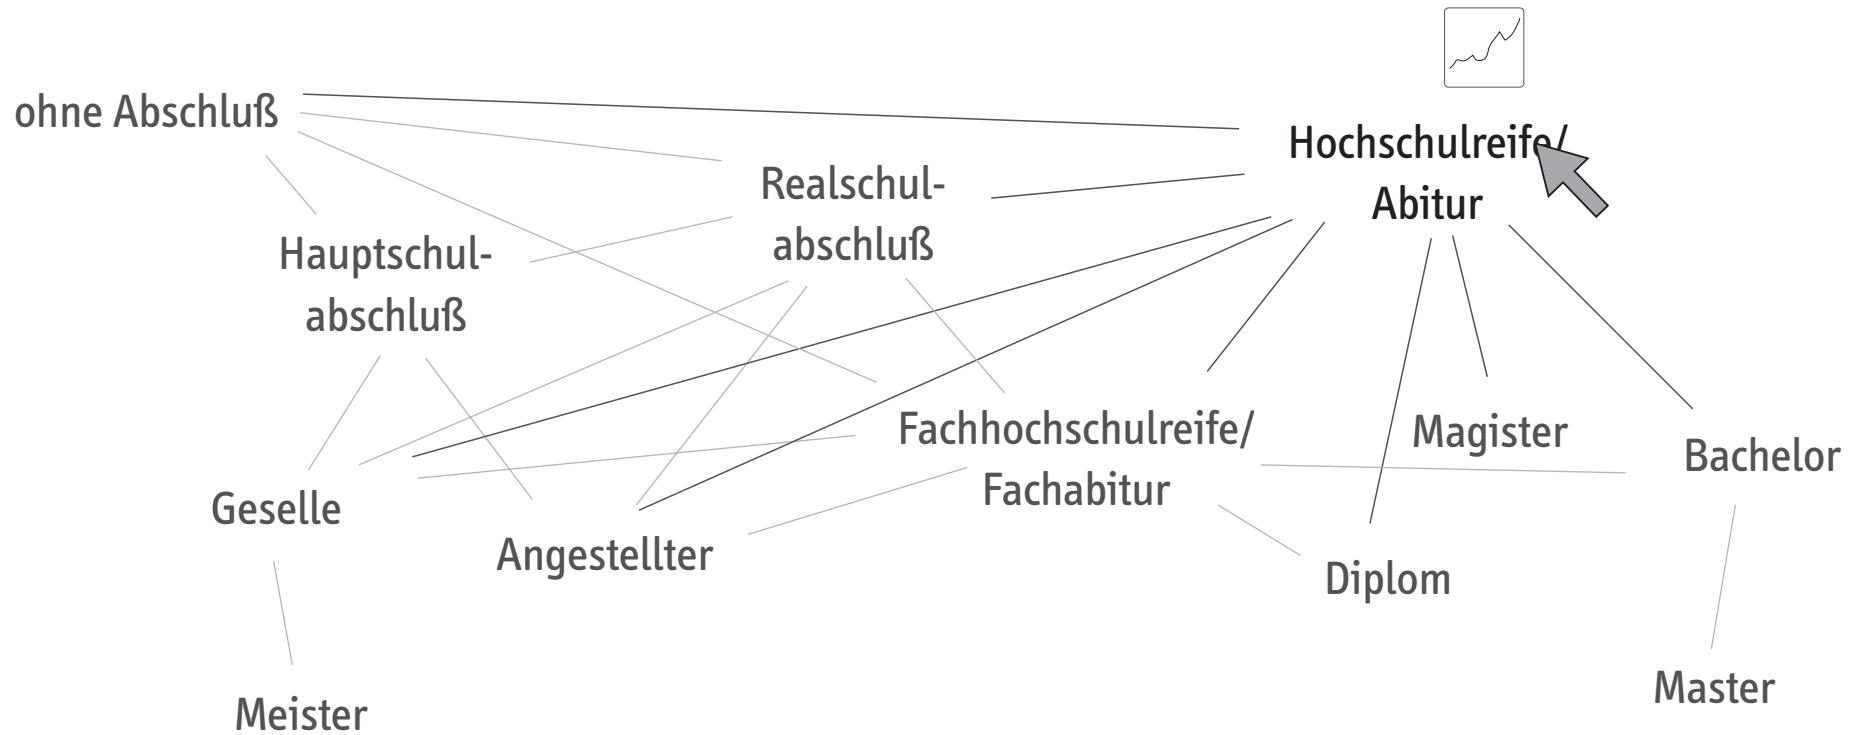 ohne Abschluß
Hochschulreife/
Abitur
Realschul-
abschluß
Hauptschul-
abschluß
Fachhochschulreife/
Fachabitur
Magister
Bachelor
Geselle
Angestellter
Diplom
Master
Meister